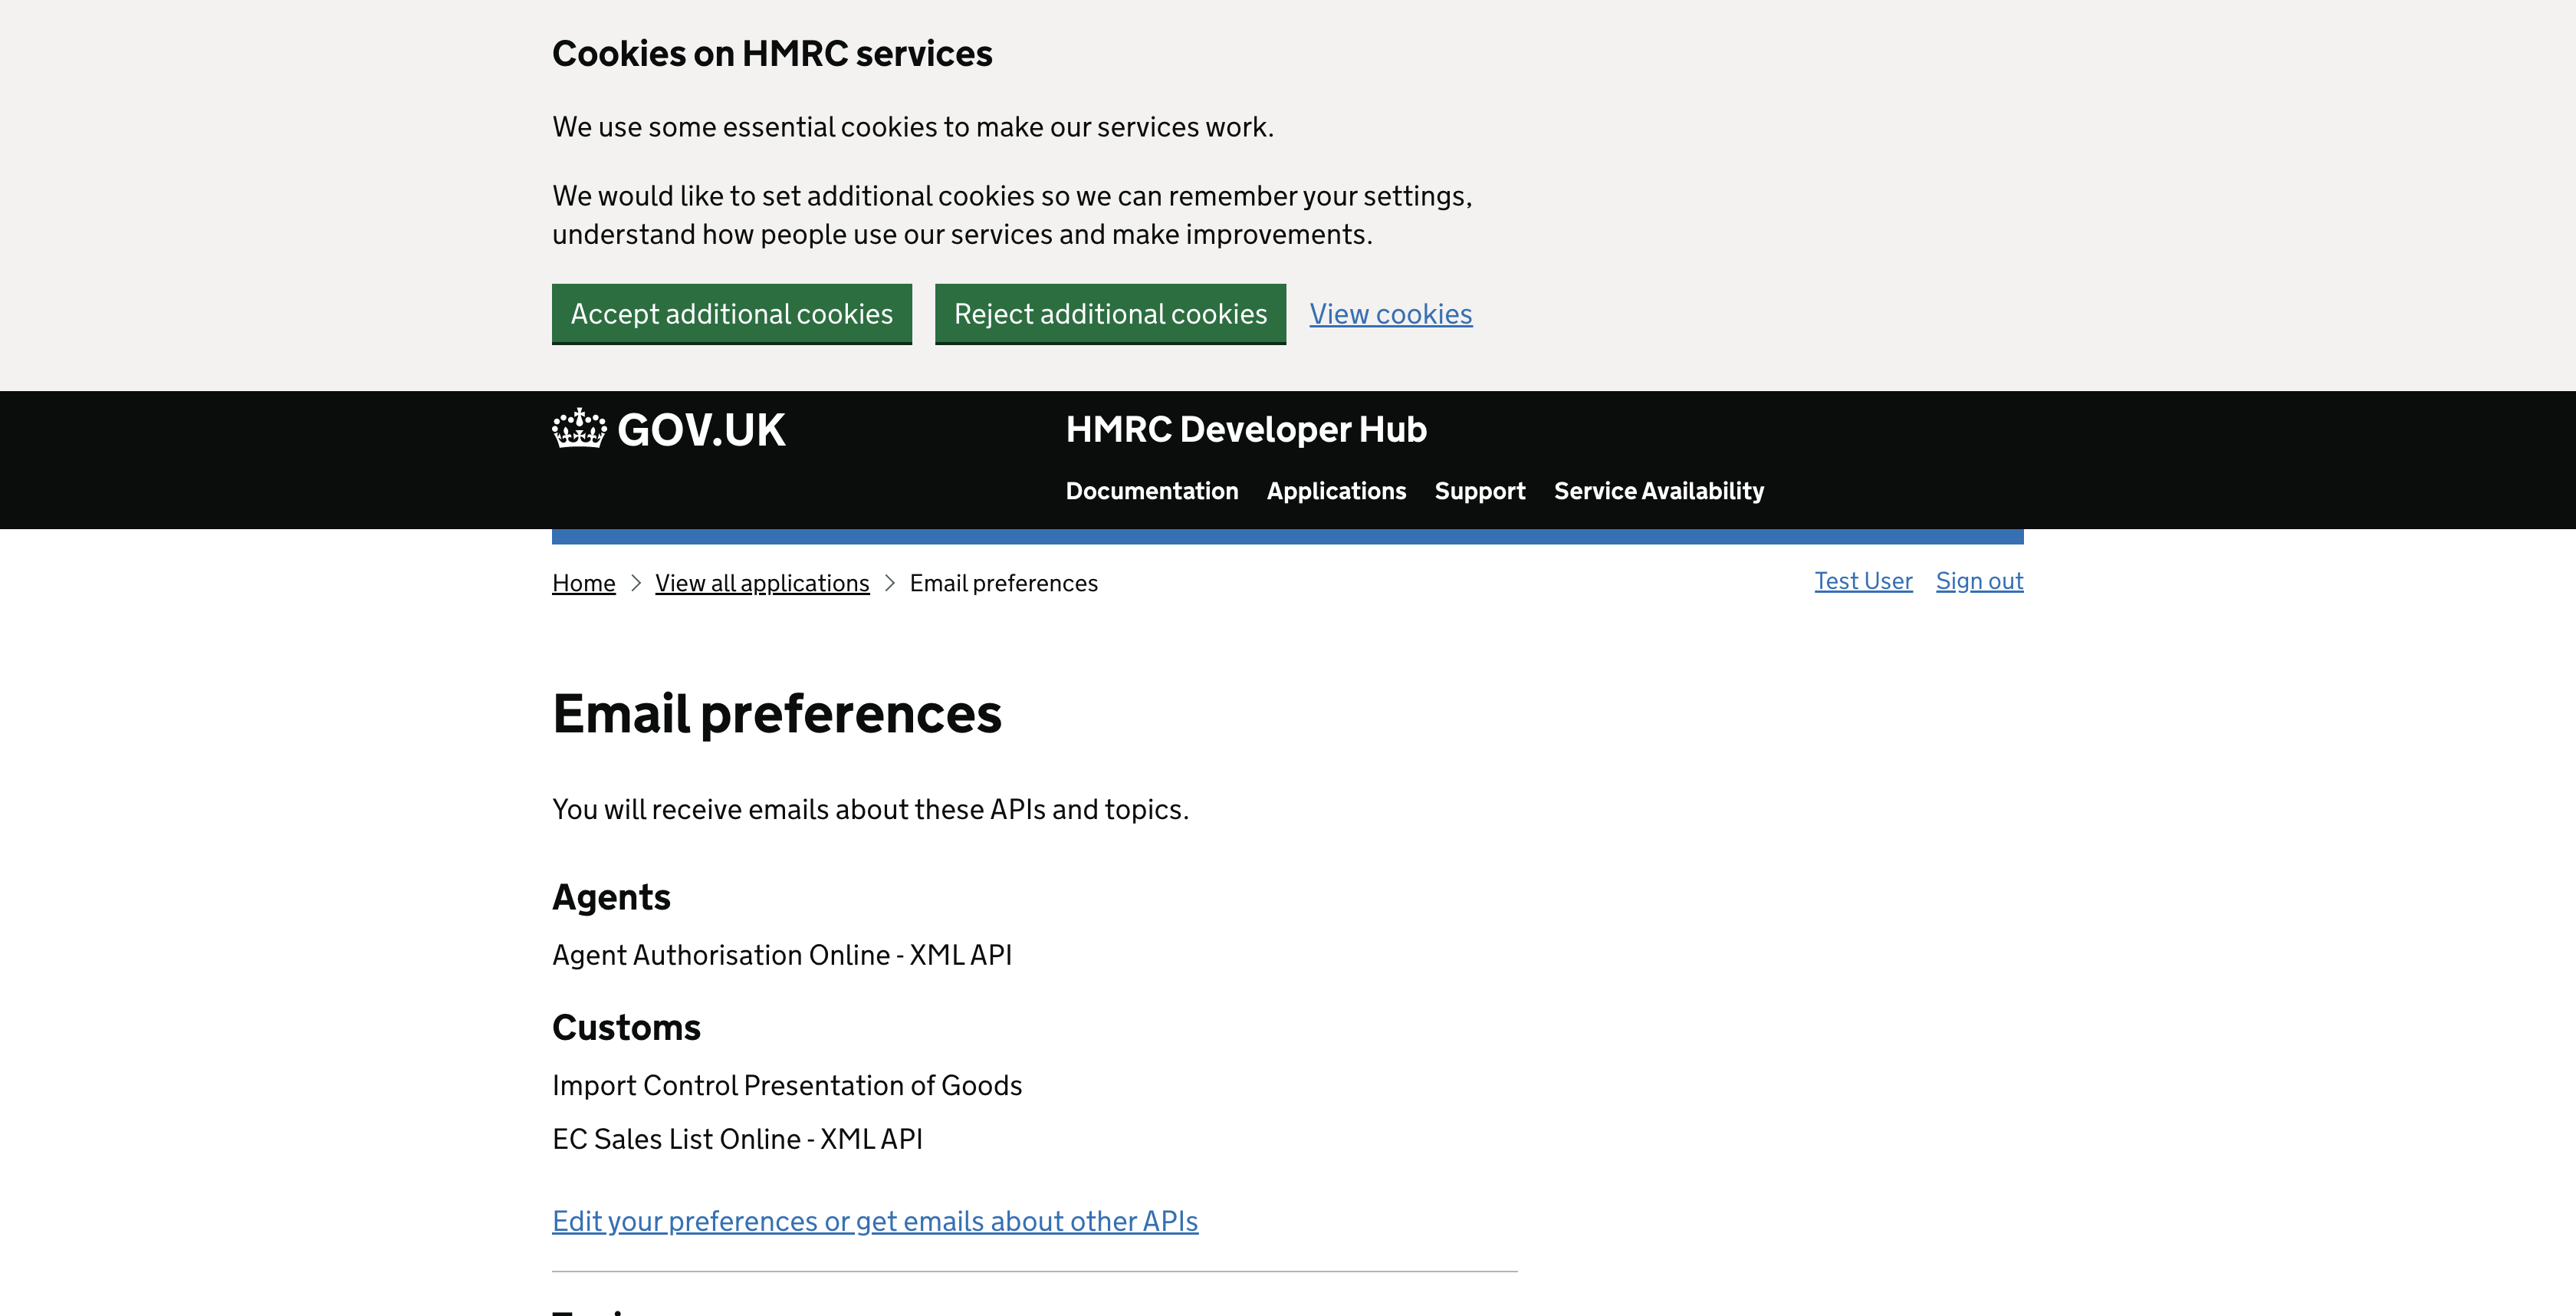 Cookies on HMRC services
We use some essential cookies to make our services work.
We would like to set additional cookies so we can remember your settings,
understand how people use our services and make improvements.
Accept additional cookies Reject additional cookies View cookies
GOV.UK HMRC Developer Hub
Documentation Applications Support Service Availability
Home View all applications Email preferences Test User Sign out
Email preferences
You will receive emails about these APIs and topics.
Agents
Agent Authorisation Online - XML API
Customs
Import Control Presentation of Goods
EC Sales List Online - XML API
Edit your preferences or get emails about other APIs